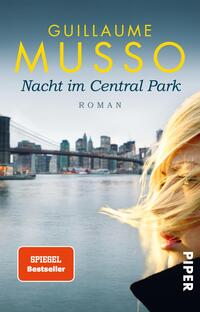 GUILLAUME
MUSSO
Nacht im Central Park
ROMAN
SPIEGEL
Bestseller
PIPER